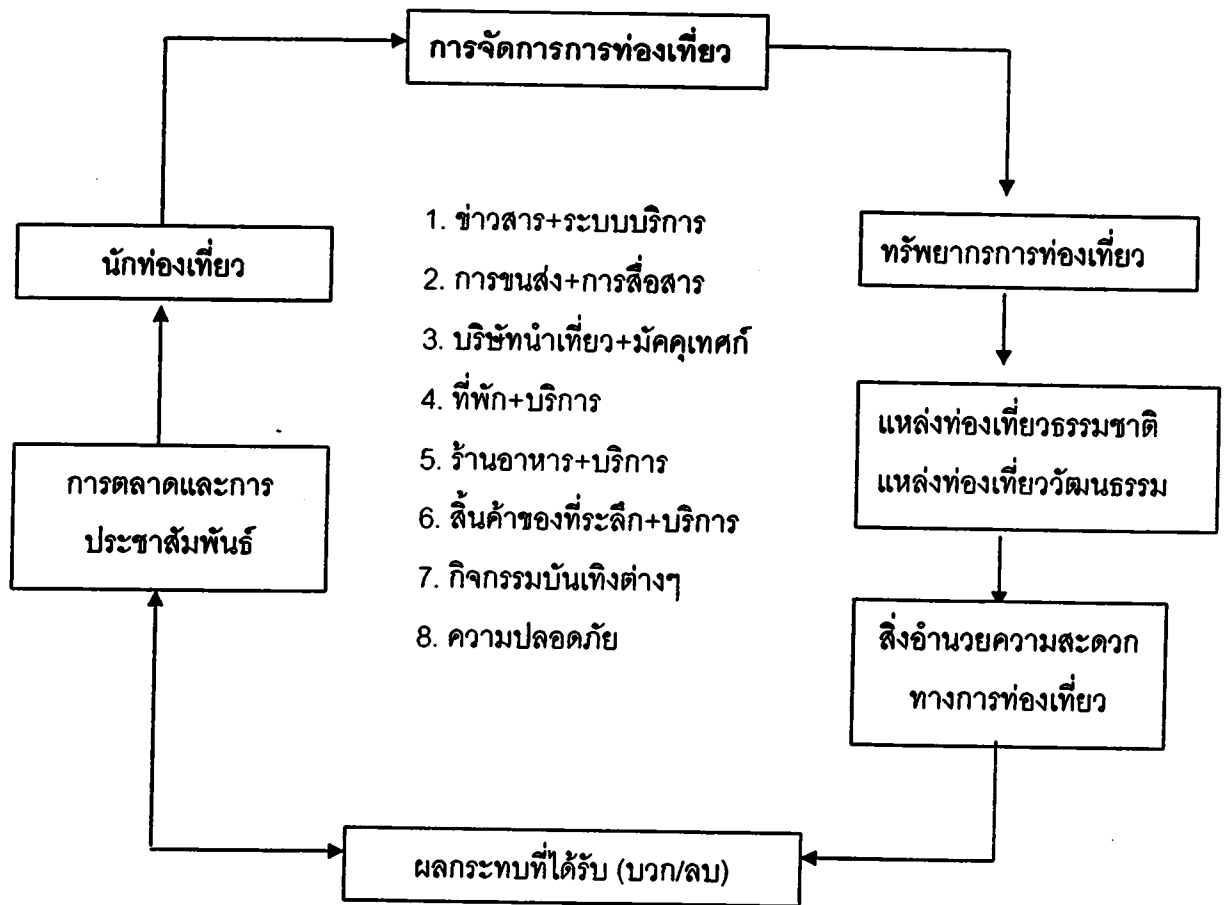 การจัดการการท่องเที่ยว
นักท่องเที่ยว
1. ข่าวสาร+ระบบบริการ
2. การขนส่ง+การสื่อสาร
3. บริษัทนำเที่ยว+มัคคุเทศก์
4. ที่พัก+บริการ
5. ร้านอาหาร+บริการ
6. สิ้นค้าของที่ระลึก+บริการ
7. กิจกรรมบันเทิงต่างๆ
8. ความปลอดภัย
ทรัพยากรการท่องเที่ยว
แหล่งท่องเที่ยวธรรมชาติ
แหล่งท่องเที่ยววัฒนธรรม
การตลาดและการ
ประชาสัมพันธ์
สิ่งอำนวยความสะดวก
ทางการท่องเที่ยว
ผลกระทบที่ได้รับ (บวก/ลบ)